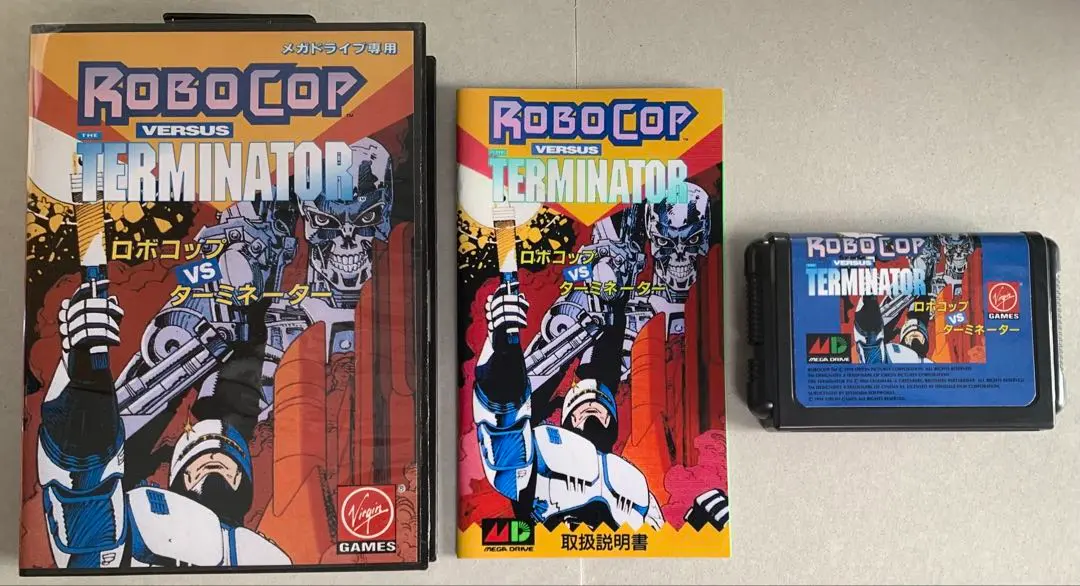 メガドライブ専用
ROBOCOP™
VERSUS
THE
TERMINATOR
ロボコップ
VS
ターミネーター
Virgin®
GAMES
ROBOCOP™
VERSUS
THE
TERMINATOR
ロボコップ
VS
ターミネーター
MD
MEGA DRIVE
取扱説明書
ROBOCOP
VERSUS
TERMINATOR
ロボコップ
VS
ターミネーター
Virgin
GAMES
MD
MEGA DRIVE